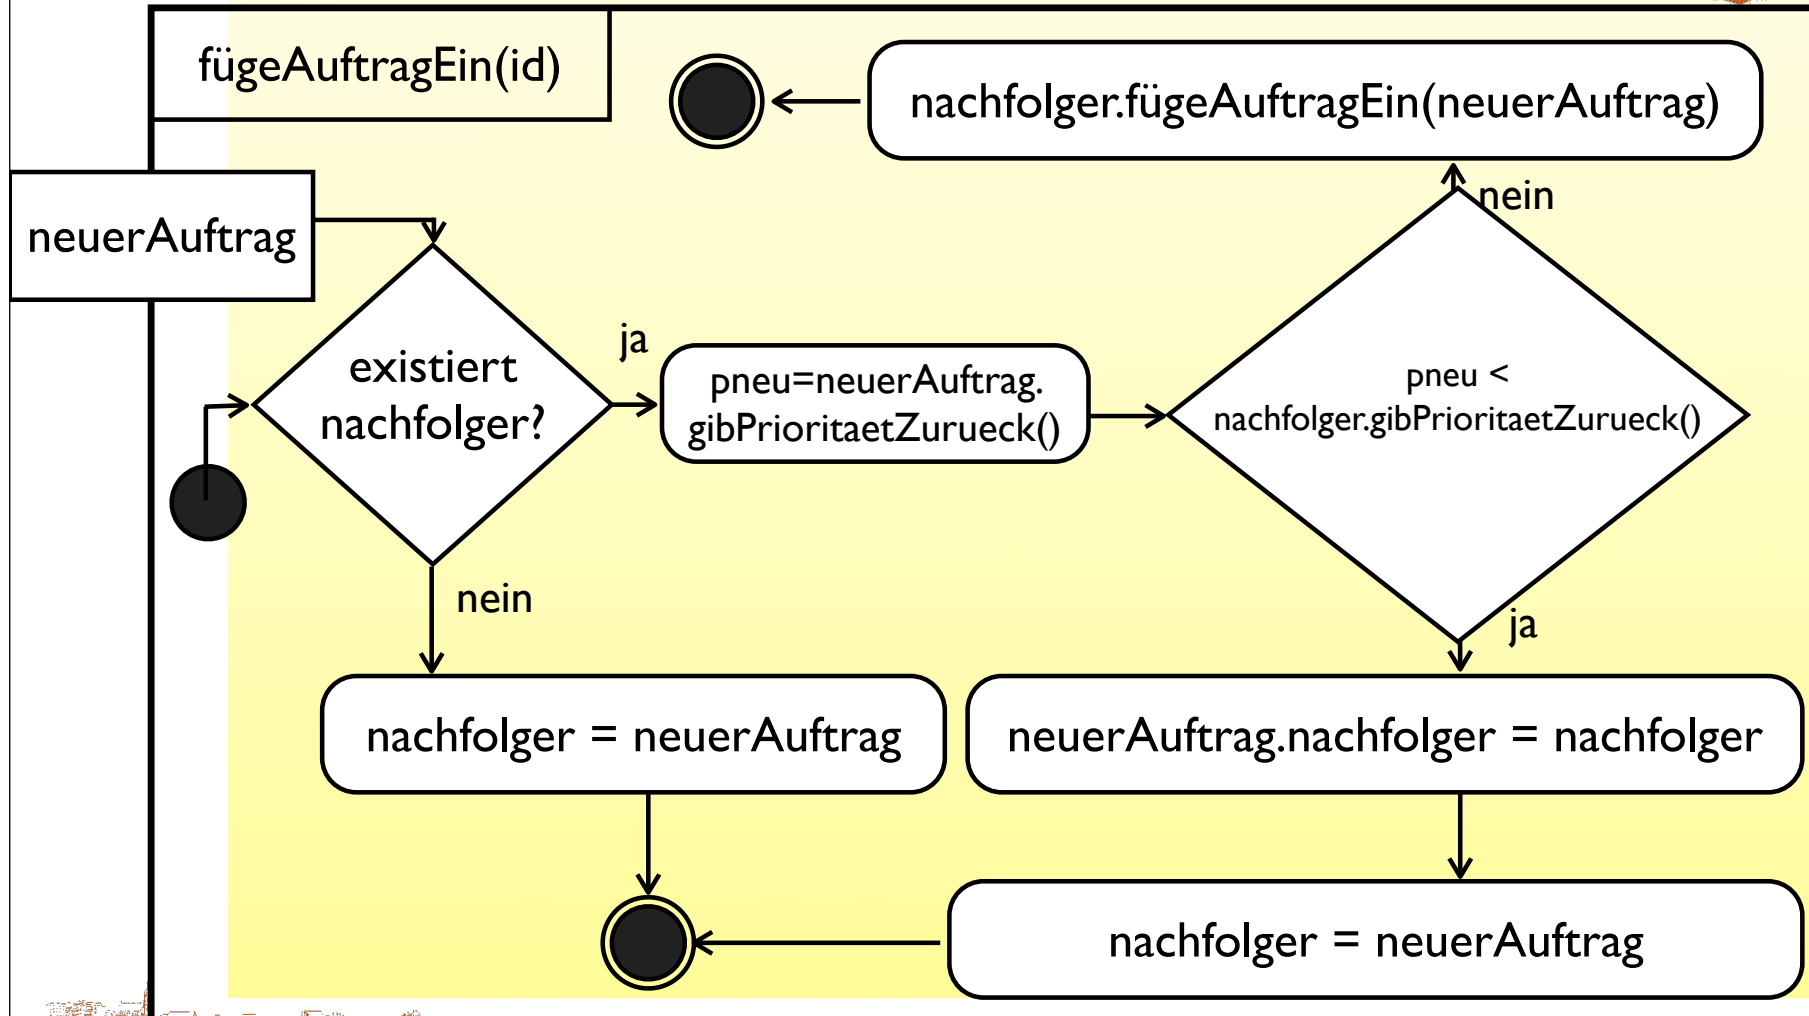 fügeAuftragEin(id)
nachfolger.fügeAuftragEin(neuerAuftrag)
nein
neuerAuftrag
ja
existiert
nachfolger?
pneu=neuerAuftrag.
gibPrioritaetZurueck()
pneu <
nachfolger.gibPrioritaetZurueck()
nein
ja
nachfolger = neuerAuftrag
neuerAuftrag.nachfolger = nachfolger
nachfolger = neuerAuftrag